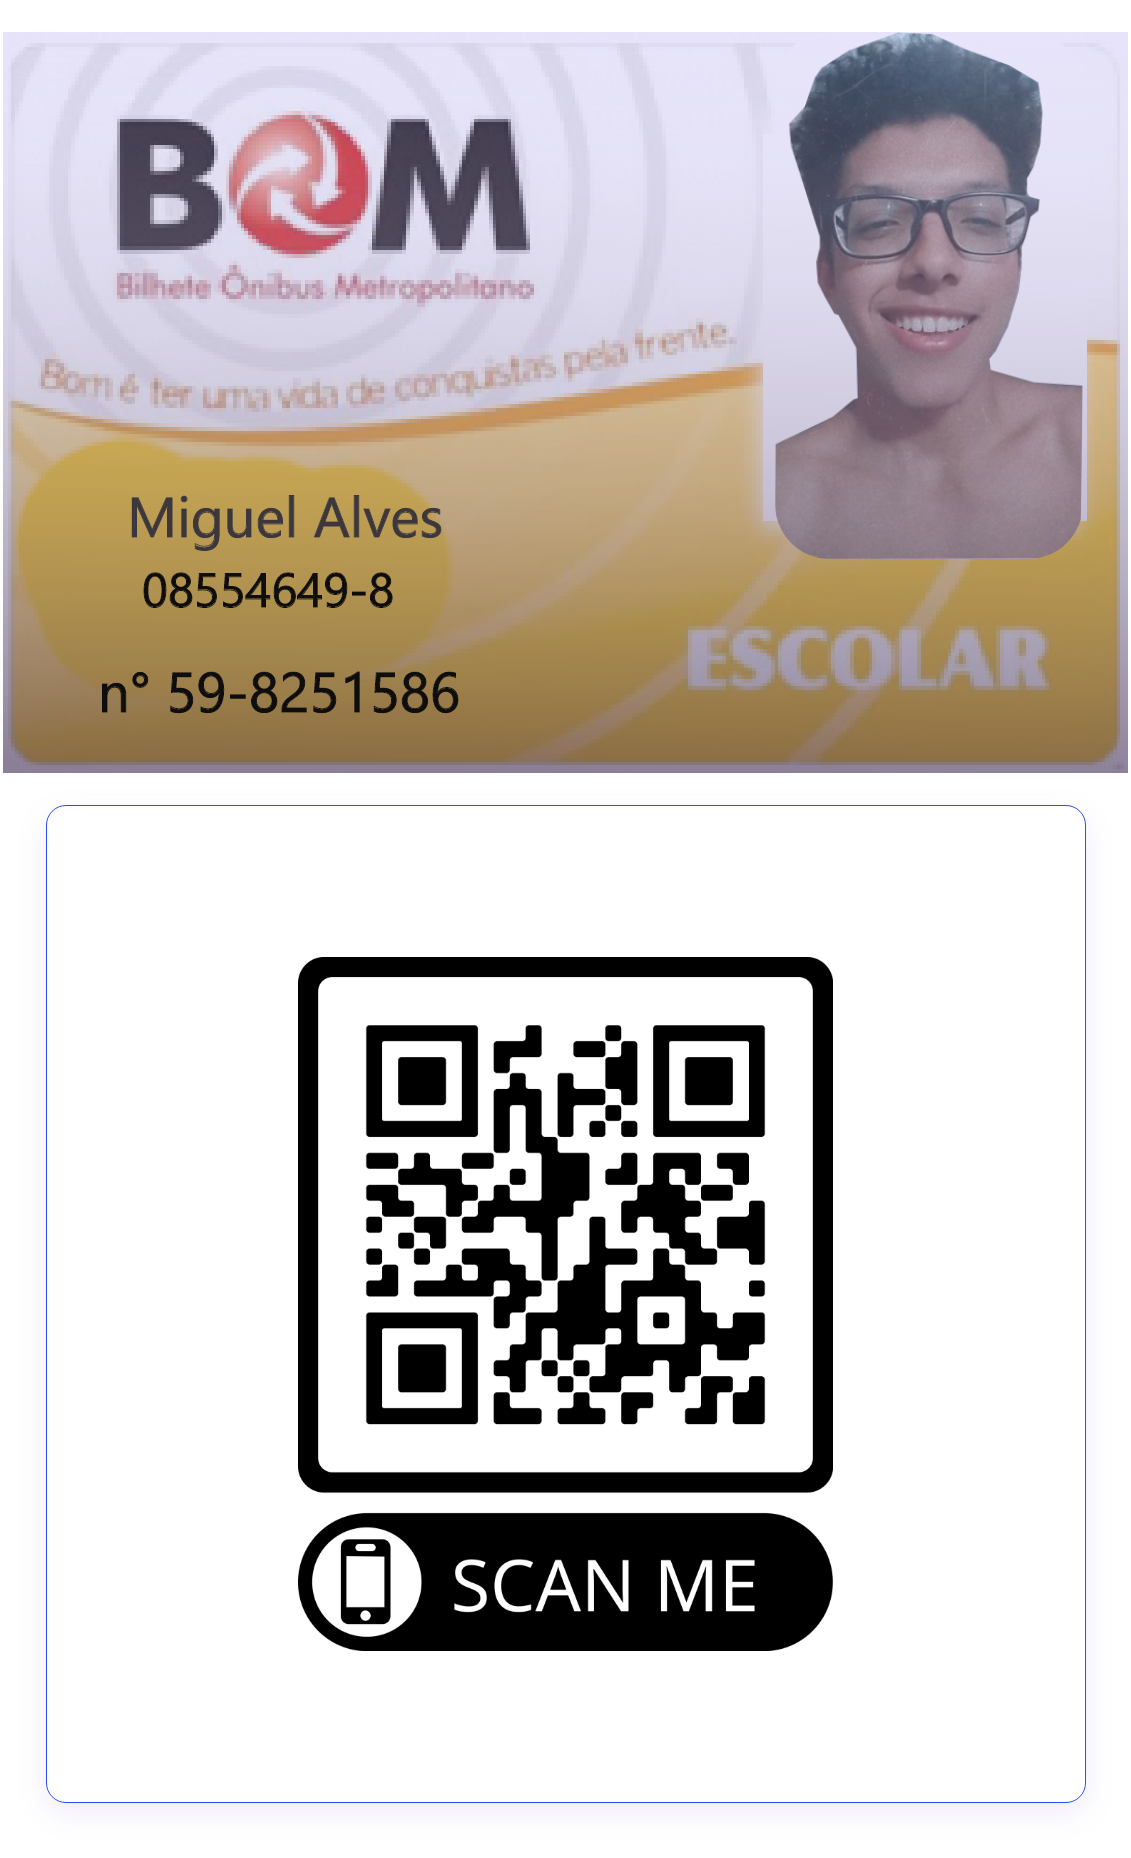 BOM
Bilhete Ônibus Metropolitano
Bom é ter uma vida de conquistas pela frente.
Miguel Alves
08554649-8
n° 59-8251586
ESCOLAR
SCAN ME